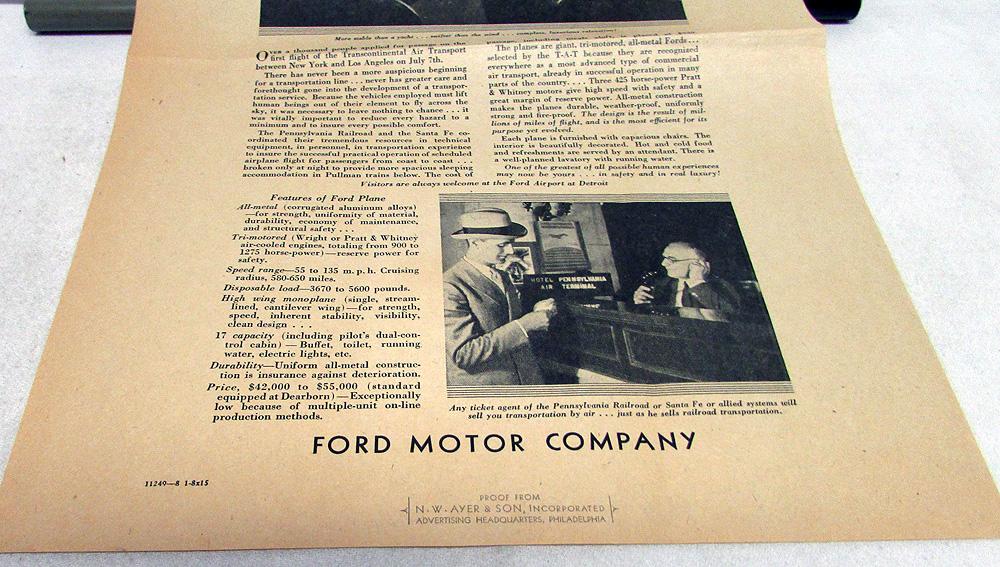 More stable than a yacht . . . swifter than the wind . . . complete, luxurious relaxation!
Over a thousand people applied for passage on the
first flight of the Transcontinental Air Transport
between New York and Los Angeles on July 7th.
There has never been a more auspicious beginning
for a transportation line . . . never has greater care and
forethought gone into the development of a transpor-
tation service. Because the vehicles employed must lift
human beings out of their element to fly across the
sky, it was necessary to leave nothing to chance . . . it
was vitally important to reduce every hazard to a
minimum and to insure every possible comfort.
The Pennsylvania Railroad and the Santa Fe co-
ordinated their tremendous resources in technical
equipment, in personnel, in transportation experience
to insure the successful practical operation of scheduled
airplane flight for passengers from coast to coast . . .
broken only at night to provide more spacious sleeping
accommodation in Pullman trains below. The cost of
passage, including
The planes are giant, tri-motored, all-metal Fords...
selected by the T-A-T because they are recognized
everywhere as a most advanced type of commercial
air transport, already in successful operation in many
parts of the country. . . . Three 425 horse-power Pratt
& Whitney motors give high speed with safety and a
great margin of reserve power. All-metal construction
makes the planes durable, weather-proof, uniformly
strong and fire-proof. The design is the result of mil-
lions of miles of flight, and is the most efficient for its
purpose yet evolved.
Each plane is furnished with capacious chairs. The
interior is beautifully decorated. Hot and cold food
and refreshments are served by an attendant. There is
a well-planned lavatory with running water.
One of the greatest of all possible human experiences
may now be yours . . . in safety and in real luxury!
Visitors are always welcome at the Ford Airport at Detroit
Features of Ford Plane
All-metal (corrugated aluminum alloys)
—for strength, uniformity of material,
durability, economy of maintenance,
and structural safety . . .
Tri-motored (Wright or Pratt & Whitney
air-cooled engines, totaling from 900 to
1275 horse-power)—reserve power for
safety.
Speed range—55 to 135 m. p. h. Cruising
radius, 580-650 miles.
Disposable load—3670 to 5600 pounds.
High wing monoplane (single, stream-
lined, cantilever wing)—for strength,
speed, inherent stability, visibility,
clean design . . .
17 capacity (including pilot's dual-con-
trol cabin) — Buffet, toilet, running
water, electric lights, etc.
Durability—Uniform all-metal construc-
tion is insurance against deterioration.
Price, $42,000 to $55,000 (standard
equipped at Dearborn)—Exceptionally
low because of multiple-unit on-line
production methods.
HOTEL PENNSYLVANIA
AIR TERMINAL
Any ticket agent of the Pennsylvania Railroad or Santa Fe or allied systems will
sell you transportation by air . . . just as he sells railroad transportation.
FORD MOTOR COMPANY
11249—8 1-8x15
PROOF FROM
N·W·AYER & SON, INCORPORATED
ADVERTISING HEADQUARTERS, PHILADELPHIA